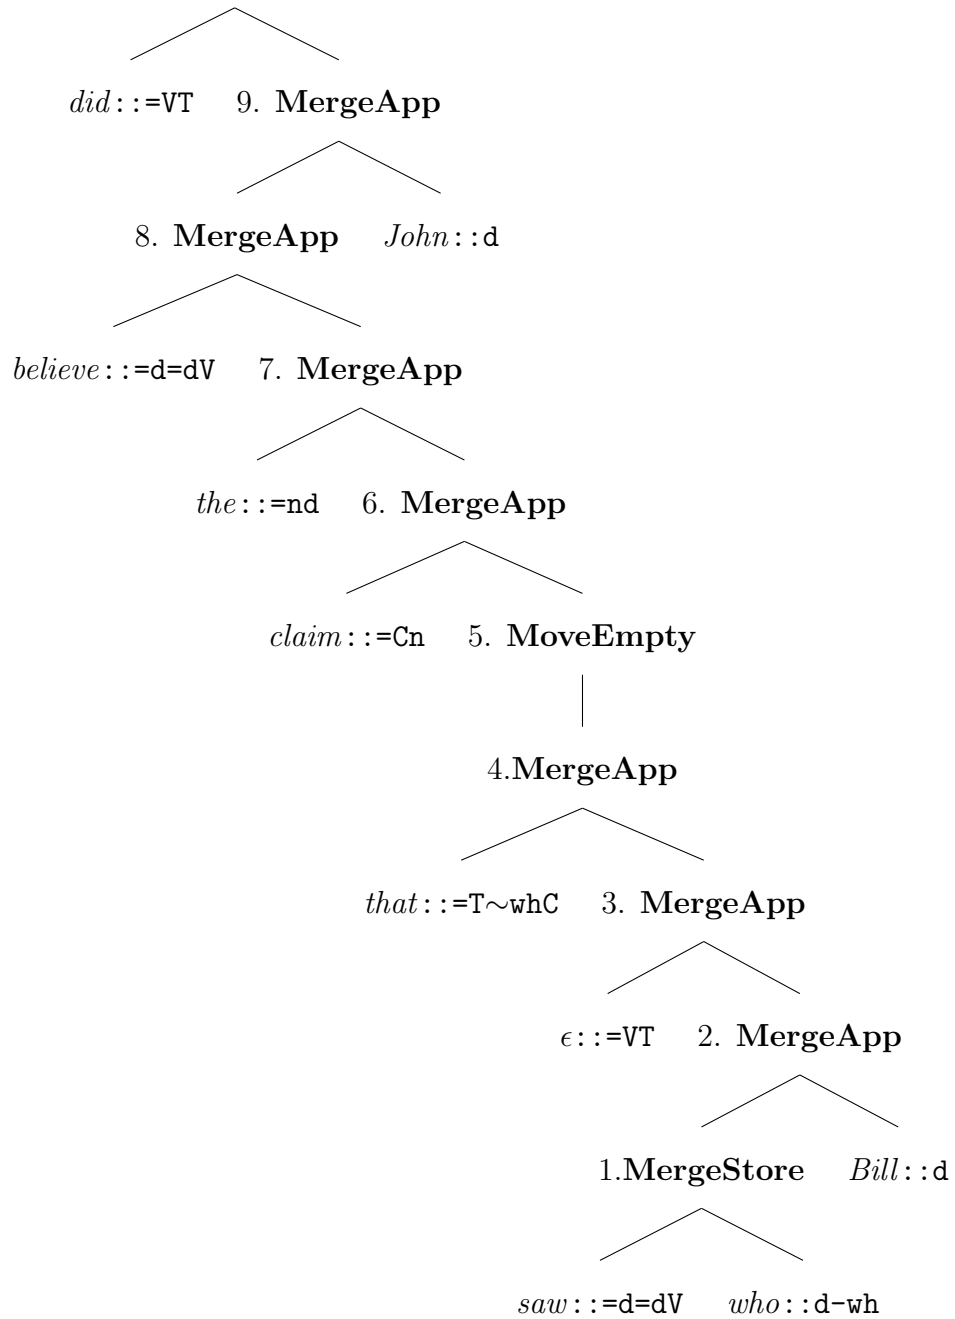 did::=VT 9. MergeApp
8. MergeApp John::d
believe::=d=dV 7. MergeApp
the::=nd 6. MergeApp
claim::=Cn 5. MoveEmpty
4.MergeApp
that::=T∼whC 3. MergeApp
ϵ::=VT 2. MergeApp
1.MergeStore Bill::d
saw::=d=dV who::d-wh